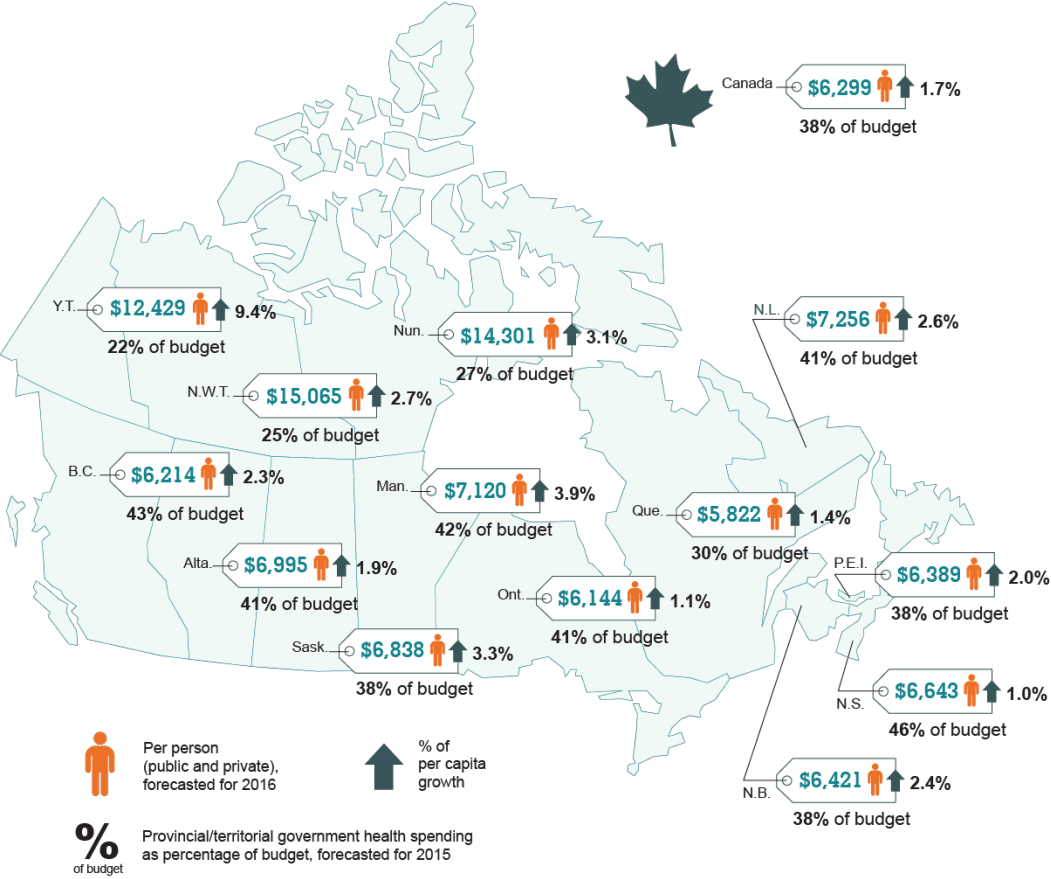 Canada
$6,299
1.7%
38% of budget
Y.T.
$12,429
9.4%
22% of budget
Nun.
$14,301
3.1%
27% of budget
N.L.
$7,256
2.6%
41% of budget
N.W.T.
$15,065
2.7%
25% of budget
B.C.
$6,214
2.3%
43% of budget
Man.
$7,120
3.9%
42% of budget
Que.
$5,822
1.4%
30% of budget
Alta.
$6,995
1.9%
41% of budget
P.E.I.
$6,389
2.0%
38% of budget
Ont.
$6,144
1.1%
41% of budget
Sask.
$6,838
3.3%
38% of budget
N.S.
$6,643
1.0%
46% of budget
N.B.
$6,421
2.4%
38% of budget
Per person
(public and private),
forecasted for 2016
% of
per capita
growth
%
of budget
Provincial/territorial government health spending
as percentage of budget, forecasted for 2015